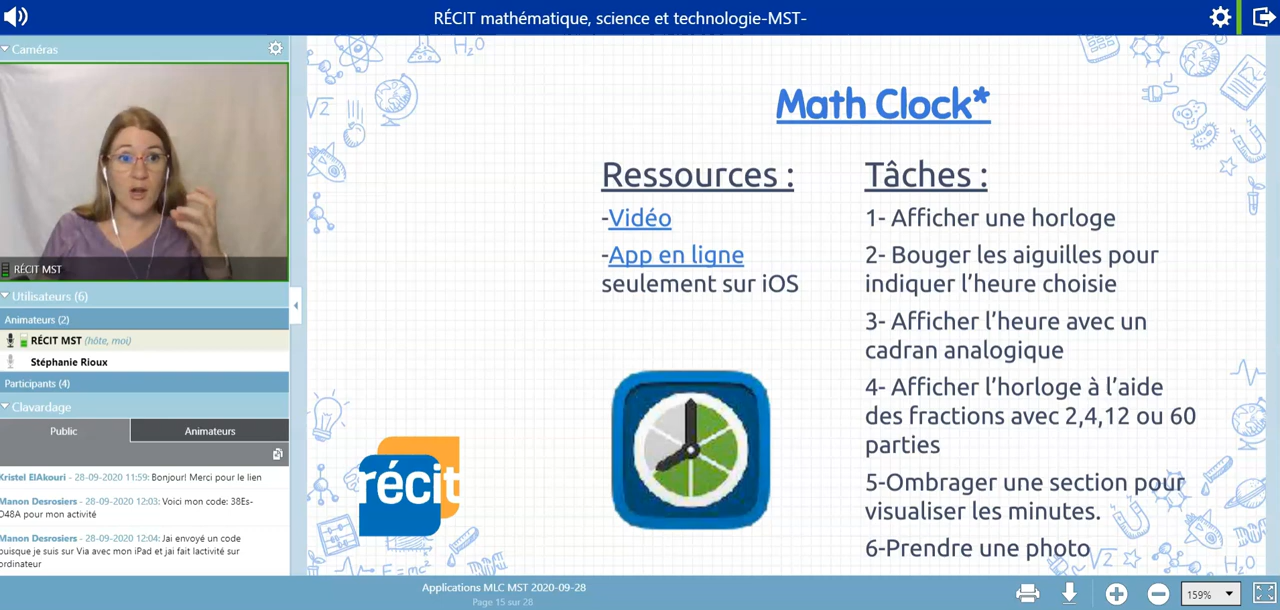 RÉCIT mathématique, science et technologie-MST-
Caméras
RÉCIT MST
Utilisateurs (6)
Animateurs (2)
RÉCIT MST (hôte, moi)
Stéphanie Rioux
Participants (4)
Clavardage
Public
Animateurs
Kristel ElAkouri - 28-09-2020 11:59: Bonjour! Merci pour le lien
Manon Desrosiers - 28-09-2020 12:03: Voici mon code: 38Es-
D48A pour mon activité
Manon Desrosiers - 28-09-2020 12:04: Jai envoyé un code
puisque je suis sur Via avec mon iPad et jai fait lactivité sur
ordinateur
H₂O
√2
Math Clock*
Ressources :
-Vidéo
-App en ligne
seulement sur iOS
Tâches :
1- Afficher une horloge
2- Bouger les aiguilles pour
indiquer l'heure choisie
3- Afficher l'heure avec un
cadran analogique
4- Afficher l'horloge à l'aide
des fractions avec 2,4,12 ou 60
parties
5-Ombrager une section pour
visualiser les minutes.
6-Prendre une photo
récit
E=mc²
√2
H₂O
Applications MLC MST 2020-09-28
Page 15 sur 28
159%